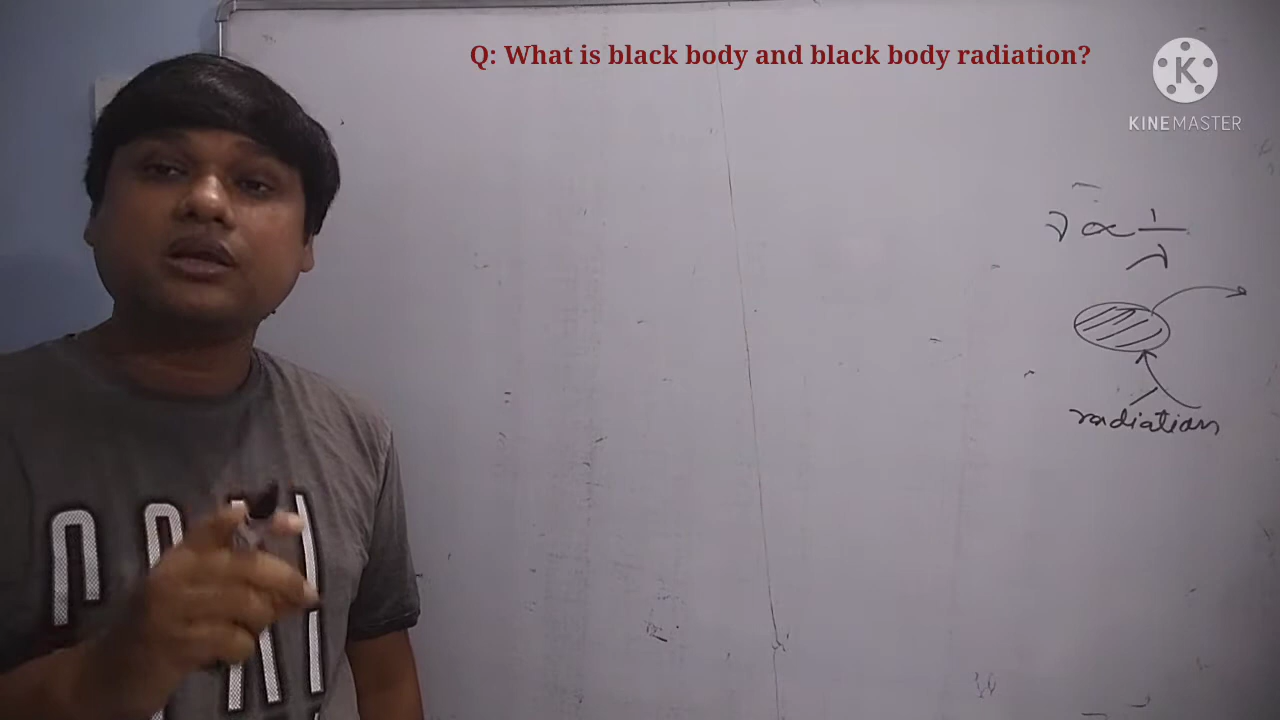 Q: What is black body and black body radiation?
KINEMASTER
ν ∝ 1/λ
radiation